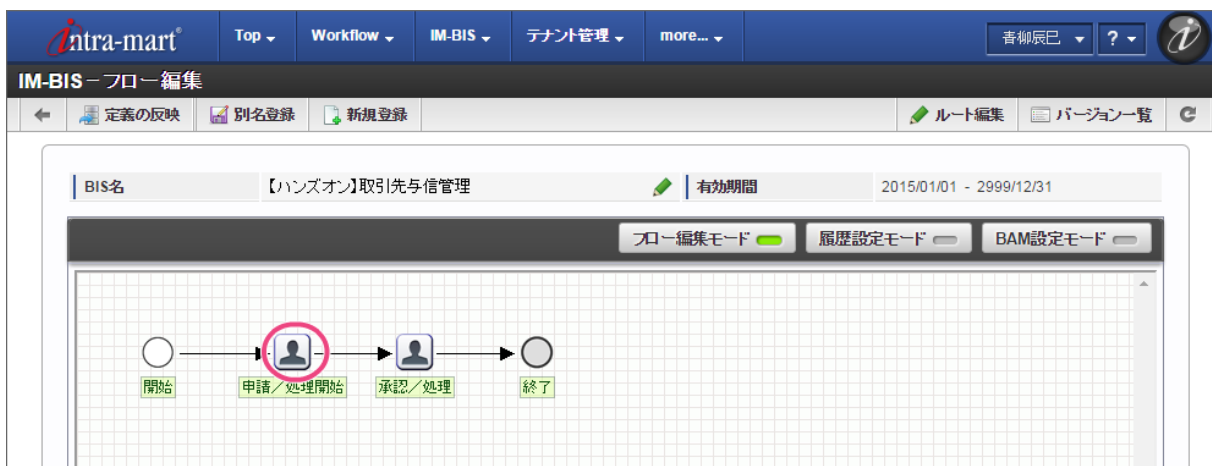 intra-mart® Top Workflow IM-BIS テナント管理 more... 青柳辰巳 ?
IM-BIS－フロー編集
定義の反映 別名登録 新規登録 ルート編集 バージョン一覧
BIS名 【ハンズオン】取引先与信管理 有効期間 2015/01/01 - 2999/12/31
フロー編集モード 履歴設定モード BAM設定モード
開始 申請／処理開始 承認／処理 終了